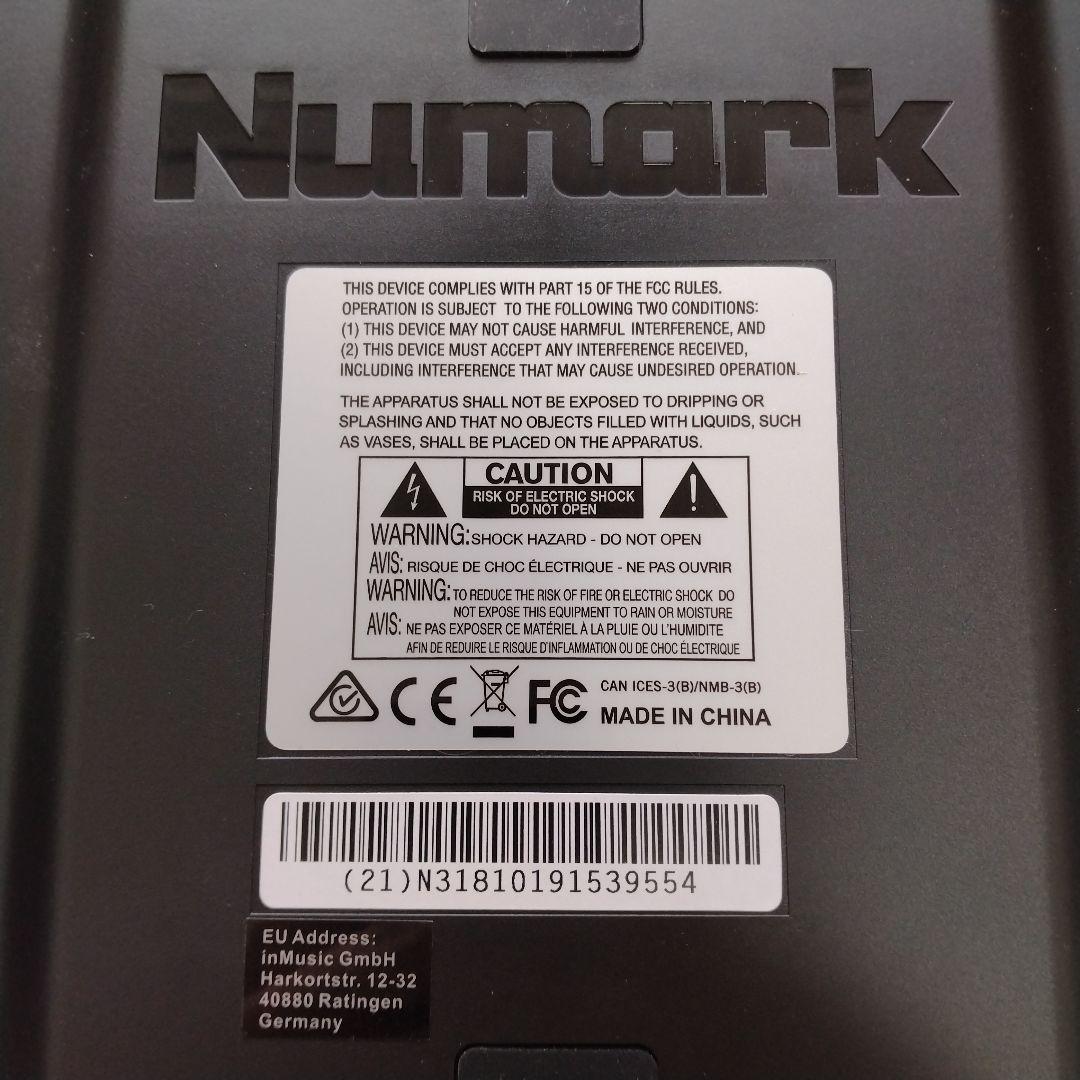 Numark
THIS DEVICE COMPLIES WITH PART 15 OF THE FCC RULES.
OPERATION IS SUBJECT TO THE FOLLOWING TWO CONDITIONS:
(1) THIS DEVICE MAY NOT CAUSE HARMFUL INTERFERENCE, AND
(2) THIS DEVICE MUST ACCEPT ANY INTERFERENCE RECEIVED,
INCLUDING INTERFERENCE THAT MAY CAUSE UNDESIRED OPERATION.
THE APPARATUS SHALL NOT BE EXPOSED TO DRIPPING OR
SPLASHING AND THAT NO OBJECTS FILLED WITH LIQUIDS, SUCH
AS VASES, SHALL BE PLACED ON THE APPARATUS.
CAUTION
RISK OF ELECTRIC SHOCK
DO NOT OPEN
WARNING: SHOCK HAZARD - DO NOT OPEN
AVIS: RISQUE DE CHOC ÉLECTRIQUE - NE PAS OUVRIR
WARNING: TO REDUCE THE RISK OF FIRE OR ELECTRIC SHOCK DO
NOT EXPOSE THIS EQUIPMENT TO RAIN OR MOISTURE
AVIS: NE PAS EXPOSER CE MATÉRIEL À LA PLUIE OU L'HUMIDITE
AFIN DE REDUIRE LE RISQUE D'INFLAMMATION OU DE CHOC ÉLECTRIQUE
CE FC CAN ICES-3(B)/NMB-3(B)
MADE IN CHINA
(21)N31810191539554
EU Address:
inMusic GmbH
Harkortstr. 12-32
40880 Ratingen
Germany